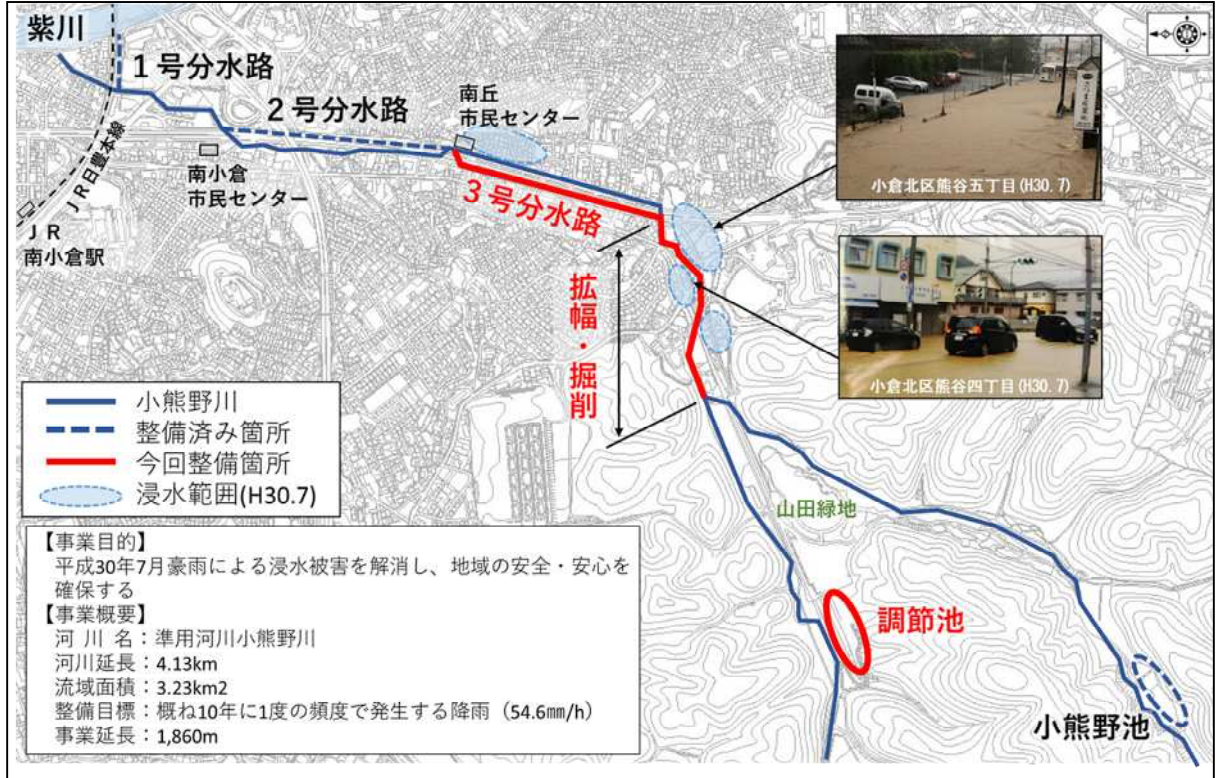 紫川
1号分水路
2号分水路
南丘
市民センター
南小倉
市民センター
JR日豊本線
JR
南小倉駅
3号分水路
拡幅・掘削
小倉北区熊谷五丁目(H30.7)
小倉北区熊谷四丁目(H30.7)
小熊野川
整備済み箇所
今回整備箇所
浸水範囲(H30.7)
山田緑地
調節池
小熊野池
【事業目的】
平成30年7月豪雨による浸水被害を解消し、地域の安全・安心を
確保する
【事業概要】
河 川 名：準用河川小熊野川
河川延長：4.13km
流域面積：3.23km2
整備目標：概ね10年に1度の頻度で発生する降雨（54.6㎜/h）
事業延長：1,860m